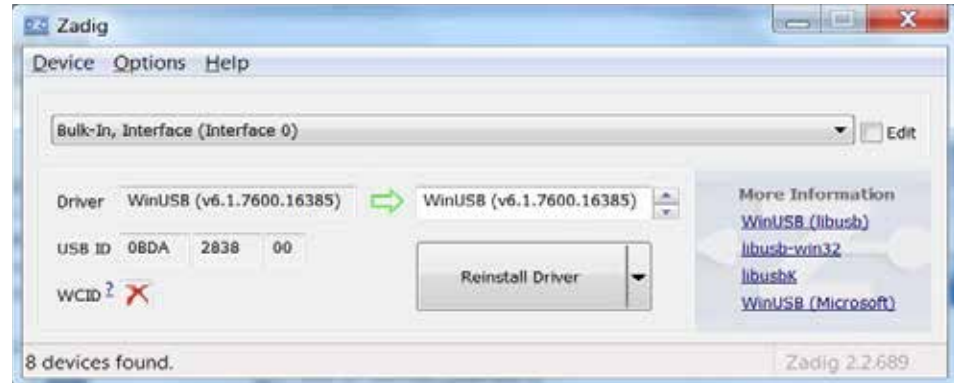 Zadig
Device Options Help
Bulk-In, Interface (Interface 0)
Edit
Driver WinUSB (v6.1.7600.16385) WinUSB (v6.1.7600.16385)
USB ID 0BDA 2838 00
WCID ?
Reinstall Driver
More Information
WinUSB (libusb)
libusb-win32
libusbK
WinUSB (Microsoft)
8 devices found.
Zadig 2.2.689